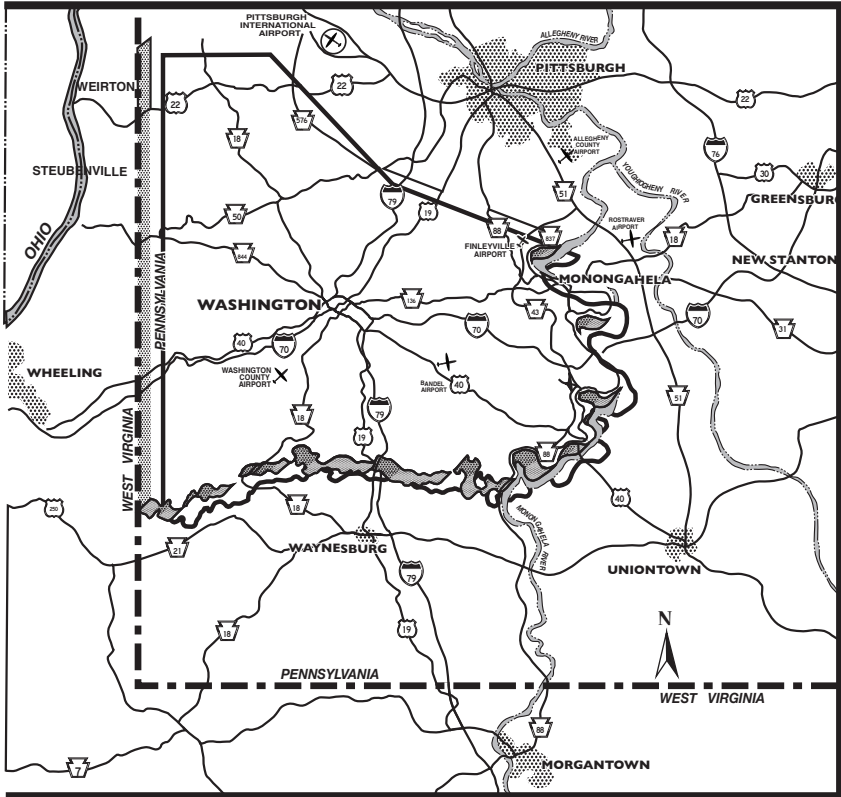 PITTSBURGH
INTERNATIONAL
AIRPORT
ALLEGHENY RIVER
PITTSBURGH
WEIRTON
22
22
22
576
18
ALLEGHENY
COUNTY
AIRPORT
76
STEUBENVILLE
YOUGHIOGHENY RIVER
30
79
51
GREENSBURG
50
19
88
837
ROSTRAVER
AIRPORT
18
OHIO
844
FINLEYVILLE
AIRPORT
NEW STANTON
MONONGAHELA
PENNSYLVANIA
WASHINGTON
136
43
70
70
31
40
70
WHEELING
WASHINGTON
COUNTY
AIRPORT
BANDEL
AIRPORT
40
51
18
79
19
88
WEST VIRGINIA
40
250
18
MONONGAHELA
RIVER
21
WAYNESBURG
UNIONTOWN
79
18
19
N
PENNSYLVANIA
WEST VIRGINIA
88
7
MORGANTOWN